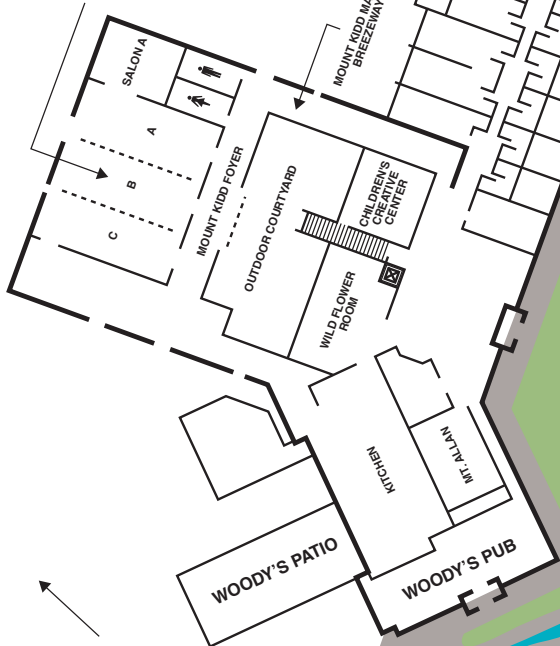 MOUNT KIDD MA
BREEZEWAY
SALON A
A
B
C
MOUNT KIDD FOYER
OUTDOOR COURTYARD
CHILDREN'S
CREATIVE
CENTER
WILD FLOWER
ROOM
KITCHEN
MT. ALLAN
WOODY'S PATIO
WOODY'S PUB